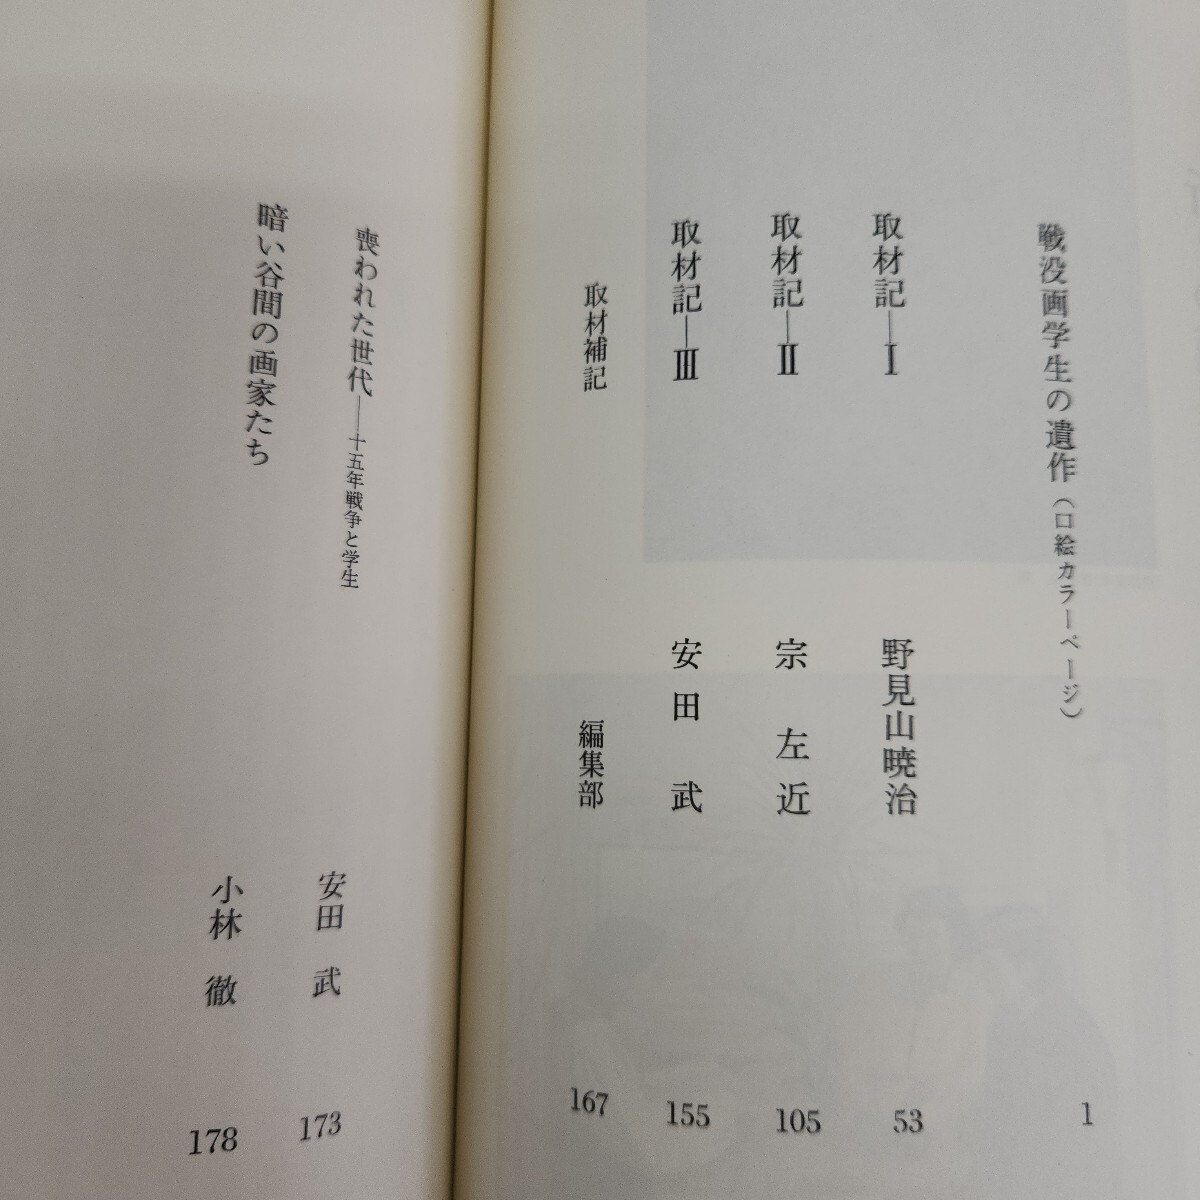 戦没画学生の遺作(口絵カラーページ) 1
取材記—Ⅰ 野見山暁治 53
取材記—Ⅱ 宗左近 105
取材記—Ⅲ 安田武 155
取材補記 編集部 167
喪われた世代——十五年戦争と学生 安田武 173
暗い谷間の画家たち 小林徹 178